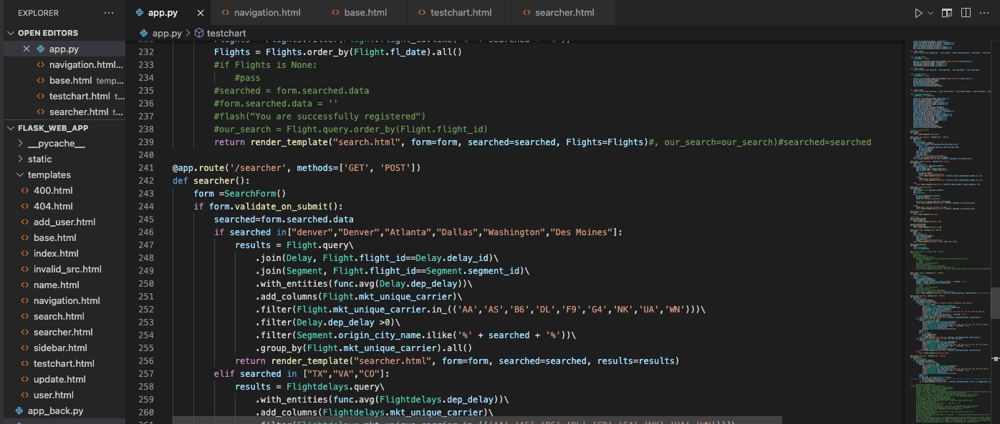 EXPLORER
···
app.py
navigation.html
base.html
testchart.html
searcher.html
OPEN EDITORS
app.py
navigation.html...
base.html temp...
testchart.html t...
searcher.html t...
FLASK_WEB_APP
__pycache__
static
templates
400.html
404.html
add_user.html
base.html
index.html
invalid_src.html
name.html
navigation.html
search.html
searcher.html
sidebar.html
testchart.html
update.html
user.html
app_back.py
app.py > testchart
232 Flights = Flights.order_by(Flight.fl_date).all()
233 #if Flights is None:
234 #pass
235 #searched = form.searched.data
236 #form.searched.data = ''
237 #flash("You are successfully registered")
238 #our_search = Flight.query.order_by(Flight.flight_id)
239 return render_template("search.html", form=form, searched=searched, Flights=Flights)#, our_search=our_search)#searched=searched
240
241 @app.route('/searcher', methods=['GET', 'POST'])
242 def searcher():
243 form =SearchForm()
244 if form.validate_on_submit():
245 searched=form.searched.data
246 if searched in["denver","Denver","Atlanta","Dallas","Washington","Des Moines"]:
247 results = Flight.query\
248 .join(Delay, Flight.flight_id==Delay.delay_id)\
249 .join(Segment, Flight.flight_id==Segment.segment_id)\
250 .with_entities(func.avg(Delay.dep_delay))\
251 .add_columns(Flight.mkt_unique_carrier)\
252 .filter(Flight.mkt_unique_carrier.in_(('AA','AS','B6','DL','F9','G4','NK','UA','WN')))\
253 .filter(Delay.dep_delay >0)\
254 .filter(Segment.origin_city_name.ilike('%' + searched + '%'))\
255 .group_by(Flight.mkt_unique_carrier).all()
256 return render_template("searcher.html", form=form, searched=searched, results=results)
257 elif searched in ["TX","VA","CO"]:
258 results = Flightdelays.query\
259 .with_entities(func.avg(Flightdelays.dep_delay))\
260 .add_columns(Flightdelays.mkt_unique_carrier)\